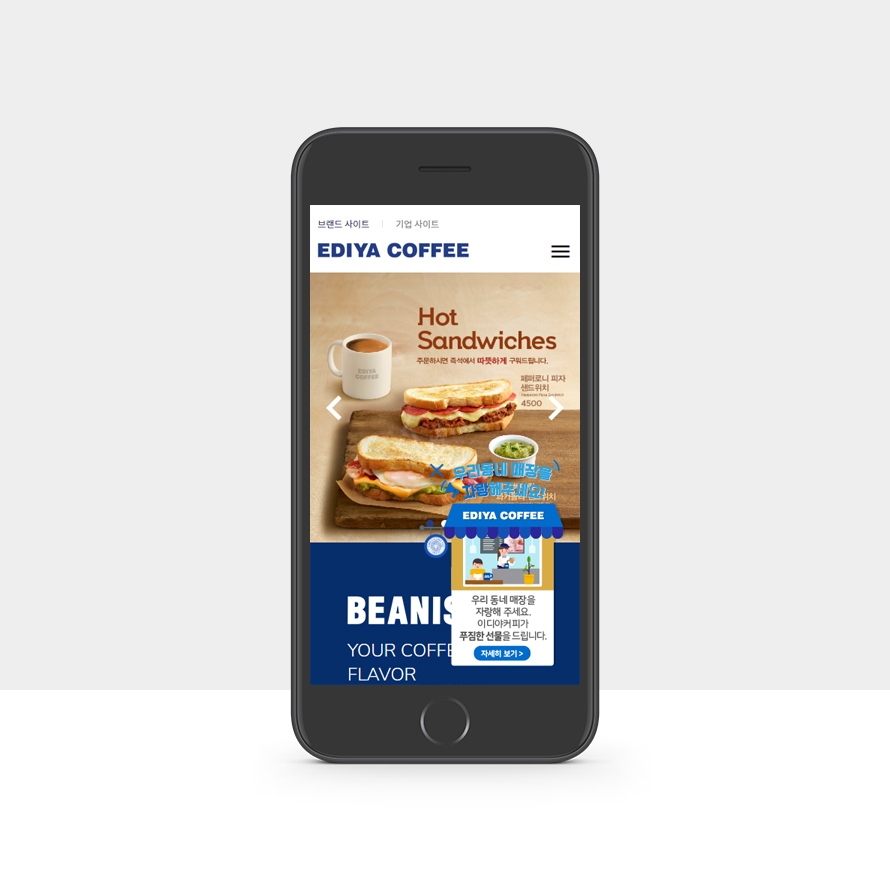 브랜드 사이트
기업 사이트
EDIYA COFFEE
Hot
Sandwiches
주문하시면 즉석에서 따뜻하게 구워드립니다.
EDIYA
COFFEE
페퍼로니 피자
샌드위치
4500
우리동네 매장을
자랑해주세요!
EDIYA COFFEE
BEANIS
YOUR COFFE
FLAVOR
우리 동네 매장을
자랑해 주세요.
이디야커피가
푸짐한 선물을 드립니다.
자세히 보기 >